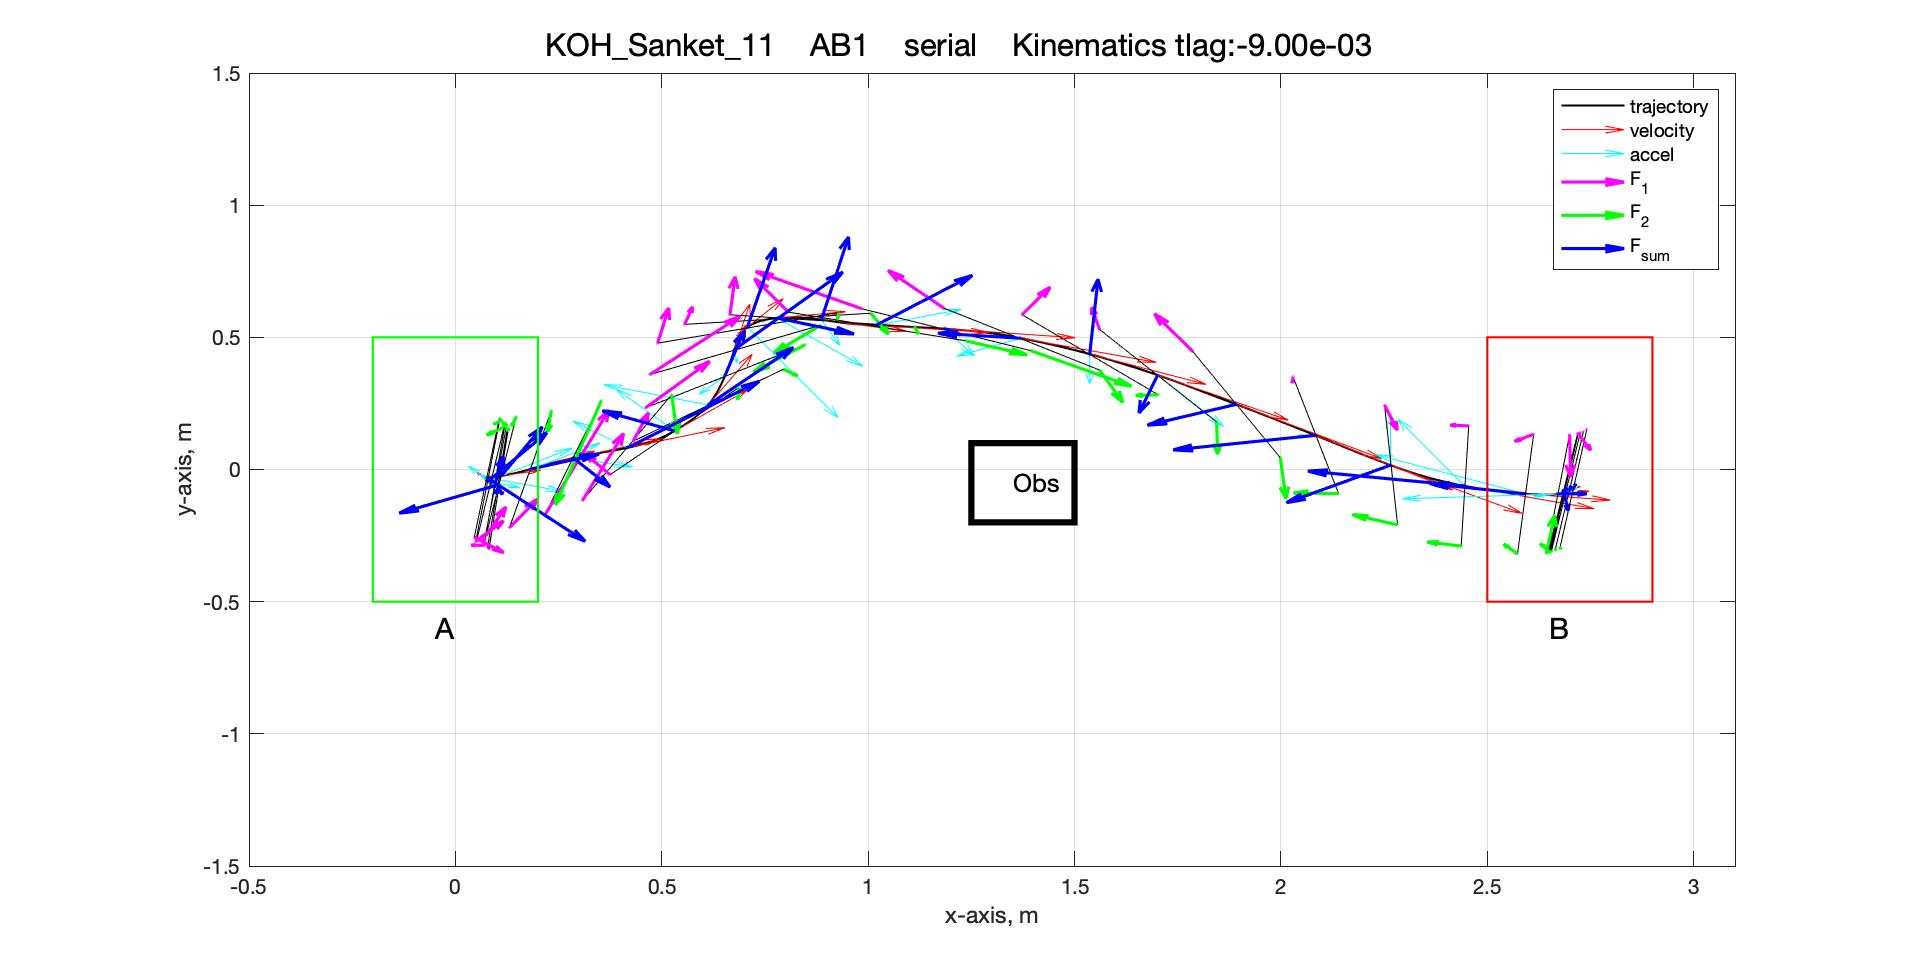 KOH_Sanket_11 AB1 serial Kinematics tlag:-9.00e-03
1.5
1
0.5
0
-0.5
-1
-1.5
y-axis, m
trajectory
velocity
accel
F1
F2
Fsum
Obs
A
B
-0.5 0 0.5 1 1.5 2 2.5 3
x-axis, m